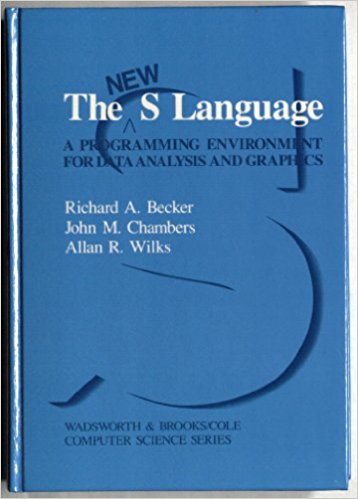 NEW
The S Language
A PROGRAMMING ENVIRONMENT
FOR DATA ANALYSIS AND GRAPHICS
Richard A. Becker
John M. Chambers
Allan R. Wilks
WADSWORTH & BROOKS/COLE
COMPUTER SCIENCE SERIES